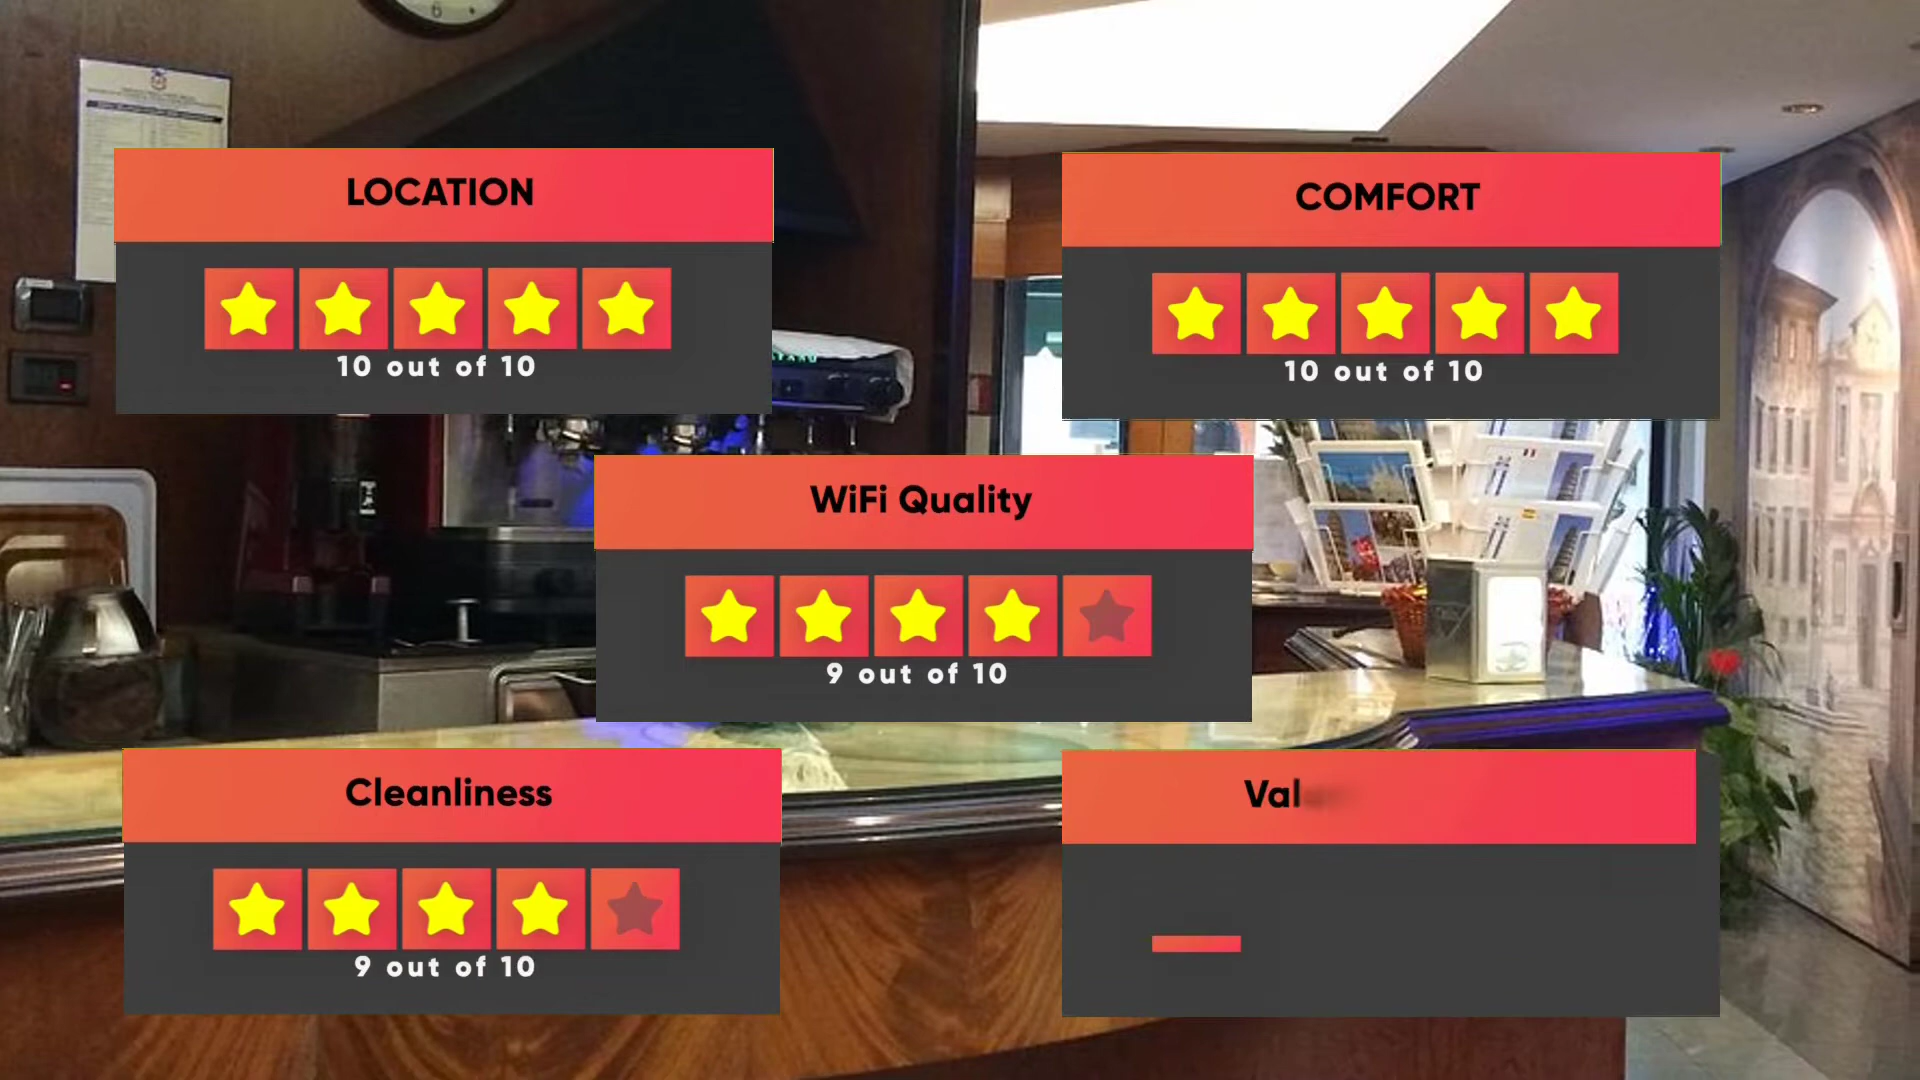 LOCATION
10 out of 10
COMFORT
10 out of 10
WiFi Quality
9 out of 10
Cleanliness
9 out of 10
Val